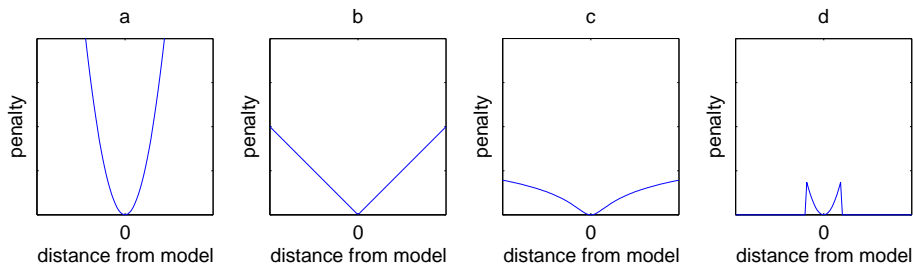 a
penalty
0
distance from model
b
penalty
0
distance from model
c
penalty
0
distance from model
d
penalty
0
distance from model